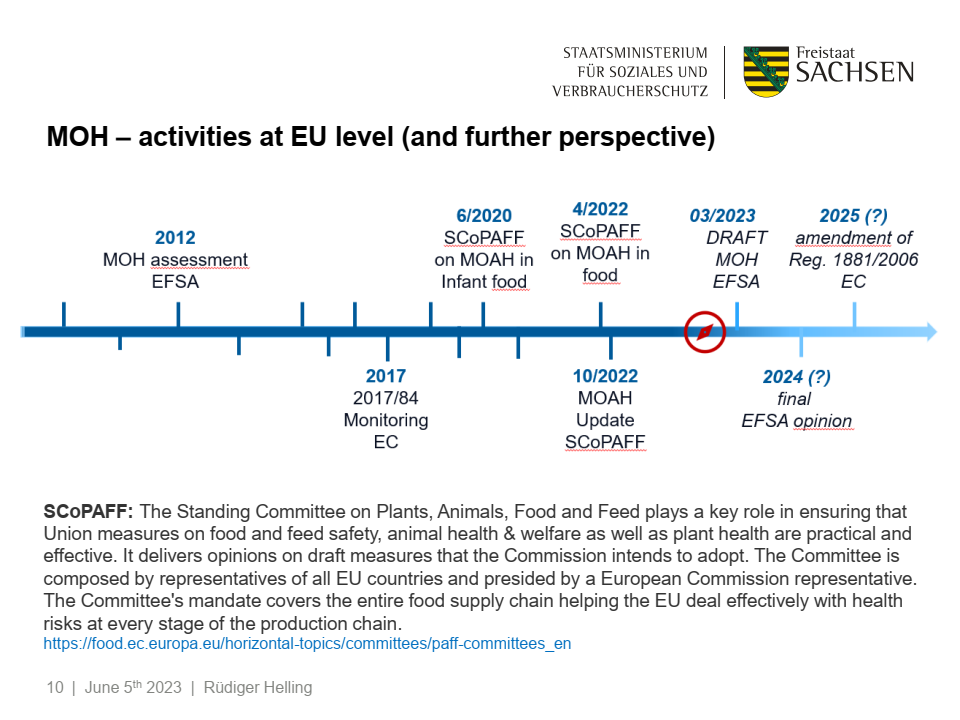 STAATSMINISTERIUM
FÜR SOZIALES UND
VERBRAUCHERSCHUTZ
Freistaat
SACHSEN
MOH – activities at EU level (and further perspective)
2012
MOH assessment
EFSA
6/2020
SCoPAFF
on MOAH in
Infant food
4/2022
SCoPAFF
on MOAH in
food
03/2023
DRAFT
MOH
EFSA
2025 (?)
amendment of
Reg. 1881/2006
EC
2017
2017/84
Monitoring
EC
10/2022
MOAH
Update
SCoPAFF
2024 (?)
final
EFSA opinion
SCoPAFF: The Standing Committee on Plants, Animals, Food and Feed plays a key role in ensuring that
Union measures on food and feed safety, animal health & welfare as well as plant health are practical and
effective. It delivers opinions on draft measures that the Commission intends to adopt. The Committee is
composed by representatives of all EU countries and presided by a European Commission representative.
The Committee's mandate covers the entire food supply chain helping the EU deal effectively with health
risks at every stage of the production chain.
https://food.ec.europa.eu/horizontal-topics/committees/paff-committees_en
10 | June 5th 2023 | Rüdiger Helling